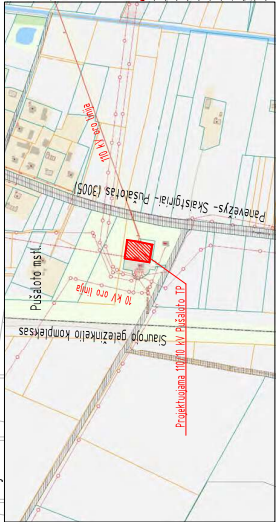 110 kV oro linija
Panevėžys- Skaistgiriai- Pušalotas (3005)
Pušaloto mstl.
10 kV oro linija
Siaurojo geležinkelio kompleksas
Projektuojama 110/10 kV Pušaloto TP